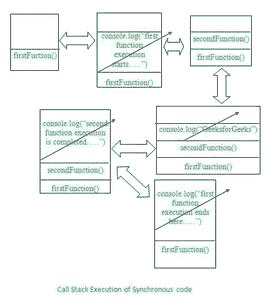 firstFuction()
console.log("first
function
execution
starts.....")
firstFunction()
secondFunction()
firstFunction()
console.log("GeeksforGeeks")
secondFunction()
firstFunction()
console.log("second
function execution
is completed.....")
secondFunction()
firstFunction()
console.log("first
function
execution ends
here.....")
firstFunction()
Call Stack Execution of Synchronous code